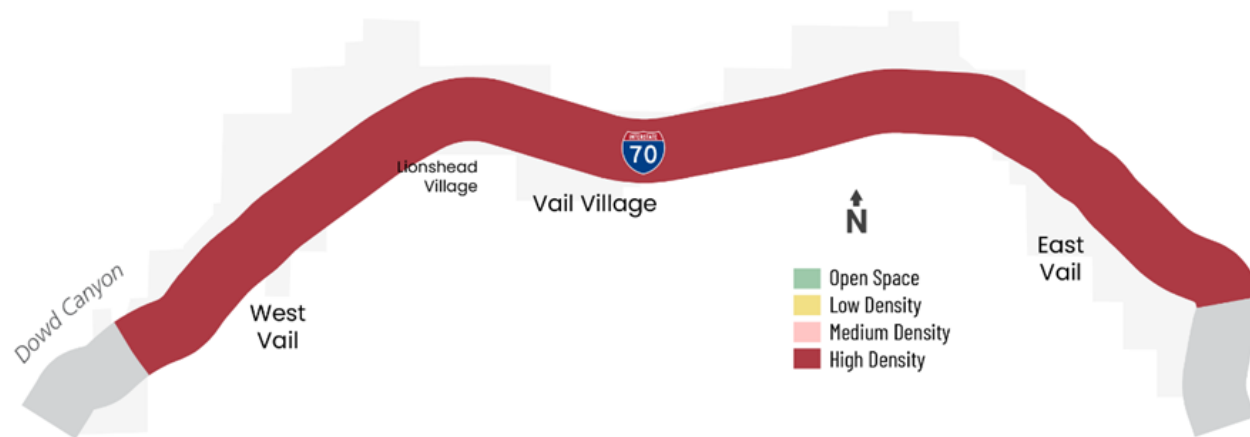 INTERSTATE
70
Lionshead
Village
Vail Village
N
East
Vail
Dowd Canyon
West
Vail
Open Space
Low Density
Medium Density
High Density